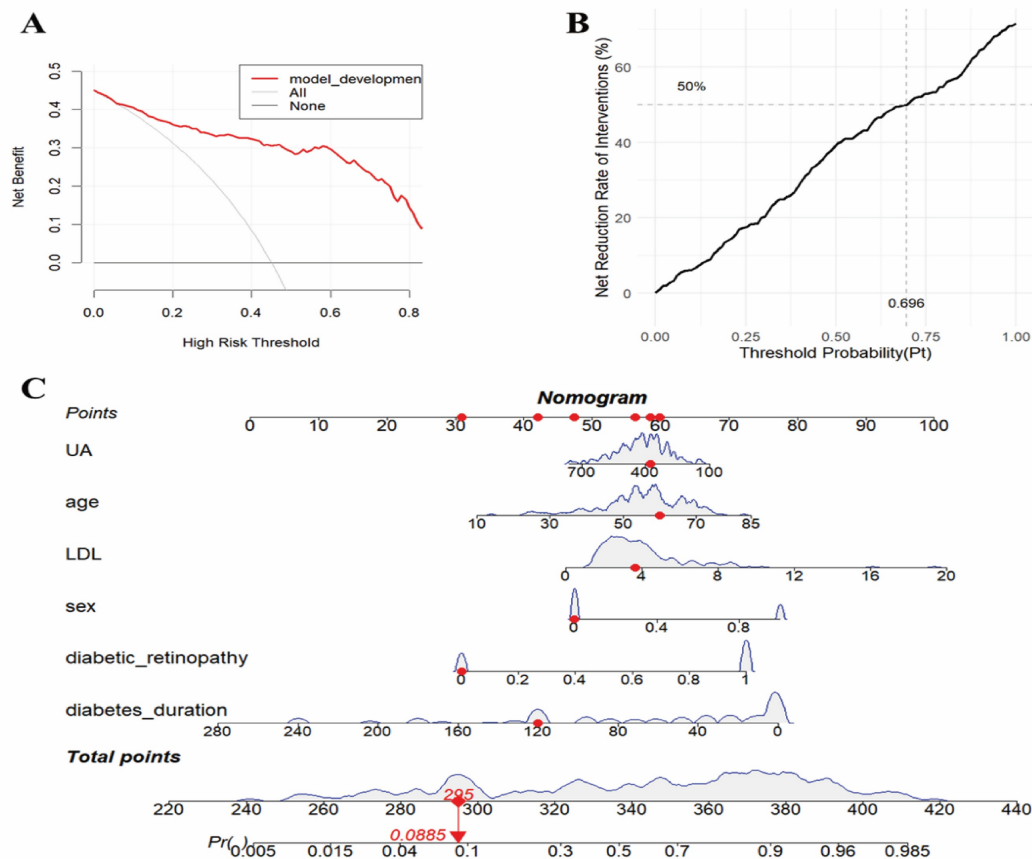 A
model_developmen
All
None
Net Benefit
0.5
0.4
0.3
0.2
0.1
0.0
0.0 0.2 0.4 0.6 0.8
High Risk Threshold
B
Net Reduction Rate of Interventions (%)
60
40
20
0
50%
0.696
0.00 0.25 0.50 0.75 1.00
Threshold Probability(Pt)
C
Nomogram
Points
0 10 20 30 40 50 60 70 80 90 100
UA
700 400 100
age
10 30 50 70 85
LDL
0 4 8 12 16 20
sex
0 0.4 0.8
diabetic_retinopathy
0 0.2 0.4 0.6 0.8 1
diabetes_duration
280 240 200 160 120 80 40 0
Total points
295
220 240 260 280 300 320 340 360 380 400 420 440
0.0885
Pr( )
0.005 0.015 0.04 0.1 0.3 0.5 0.7 0.9 0.96 0.985